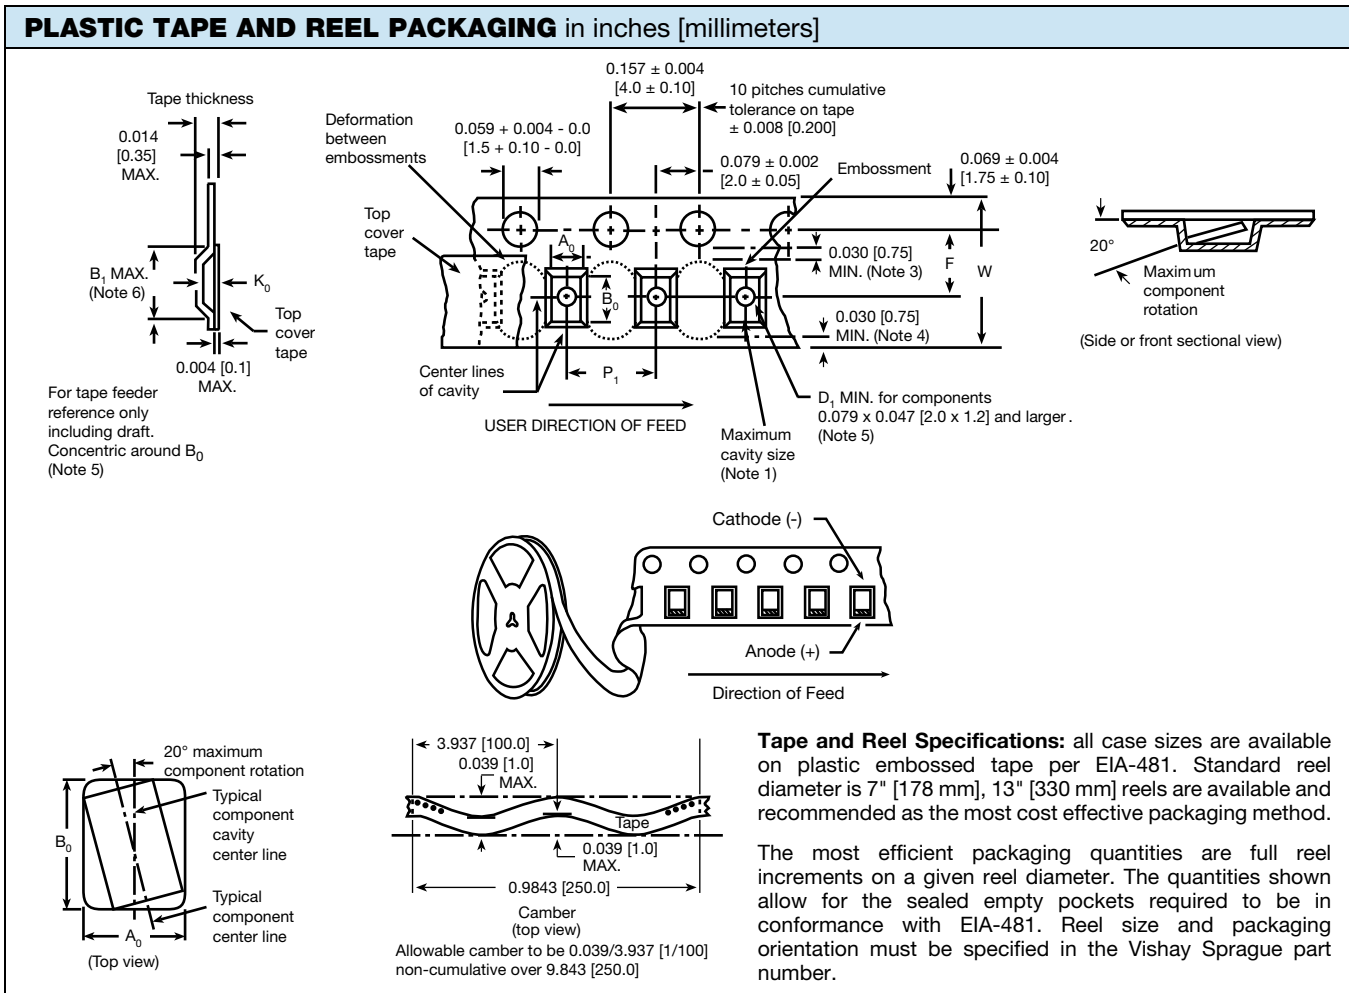 PLASTIC TAPE AND REEL PACKAGING in inches [millimeters]
Tape thickness
0.014
[0.35]
MAX.
Deformation
between
embossments
0.059 + 0.004 - 0.0
[1.5 + 0.10 - 0.0]
0.157 ± 0.004
[4.0 ± 0.10]
10 pitches cumulative
tolerance on tape
± 0.008 [0.200]
0.079 ± 0.002
[2.0 ± 0.05]
Embossment
0.069 ± 0.004
[1.75 ± 0.10]
Top
cover
tape
A0
B0
0.030 [0.75]
MIN. (Note 3)
F
W
0.030 [0.75]
MIN. (Note 4)
20°
Maximum
component
rotation
(Side or front sectional view)
B1 MAX.
(Note 6)
K0
Top
cover
tape
0.004 [0.1]
MAX.
For tape feeder
reference only
including draft.
Concentric around B0
(Note 5)
Center lines
of cavity
P1
USER DIRECTION OF FEED
Maximum
cavity size
(Note 1)
D1 MIN. for components
0.079 x 0.047 [2.0 x 1.2] and larger .
(Note 5)
Cathode (-)
Anode (+)
Direction of Feed
20° maximum
component rotation
Typical
component
cavity
center line
B0
Typical
component
center line
A0
(Top view)
3.937 [100.0]
0.039 [1.0]
MAX.
Tape
0.039 [1.0]
MAX.
0.9843 [250.0]
Camber
(top view)
Allowable camber to be 0.039/3.937 [1/100]
non-cumulative over 9.843 [250.0]
Tape and Reel Specifications: all case sizes are available
on plastic embossed tape per EIA-481. Standard reel
diameter is 7" [178 mm], 13" [330 mm] reels are available and
recommended as the most cost effective packaging method.
The most efficient packaging quantities are full reel
increments on a given reel diameter. The quantities shown
allow for the sealed empty pockets required to be in
conformance with EIA-481. Reel size and packaging
orientation must be specified in the Vishay Sprague part
number.